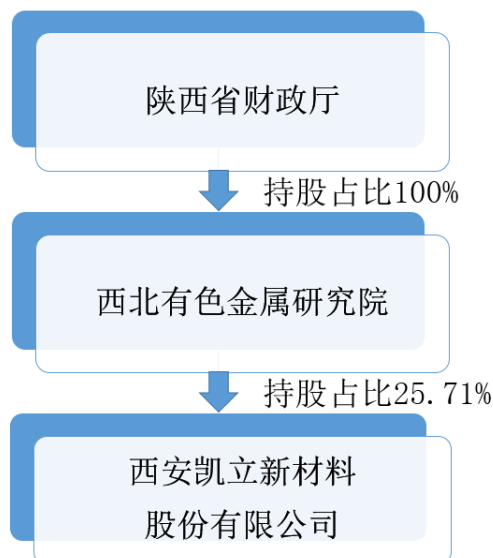 陕西省财政厅
持股占比100%
西北有色金属研究院
持股占比25.71%
西安凯立新材料
股份有限公司